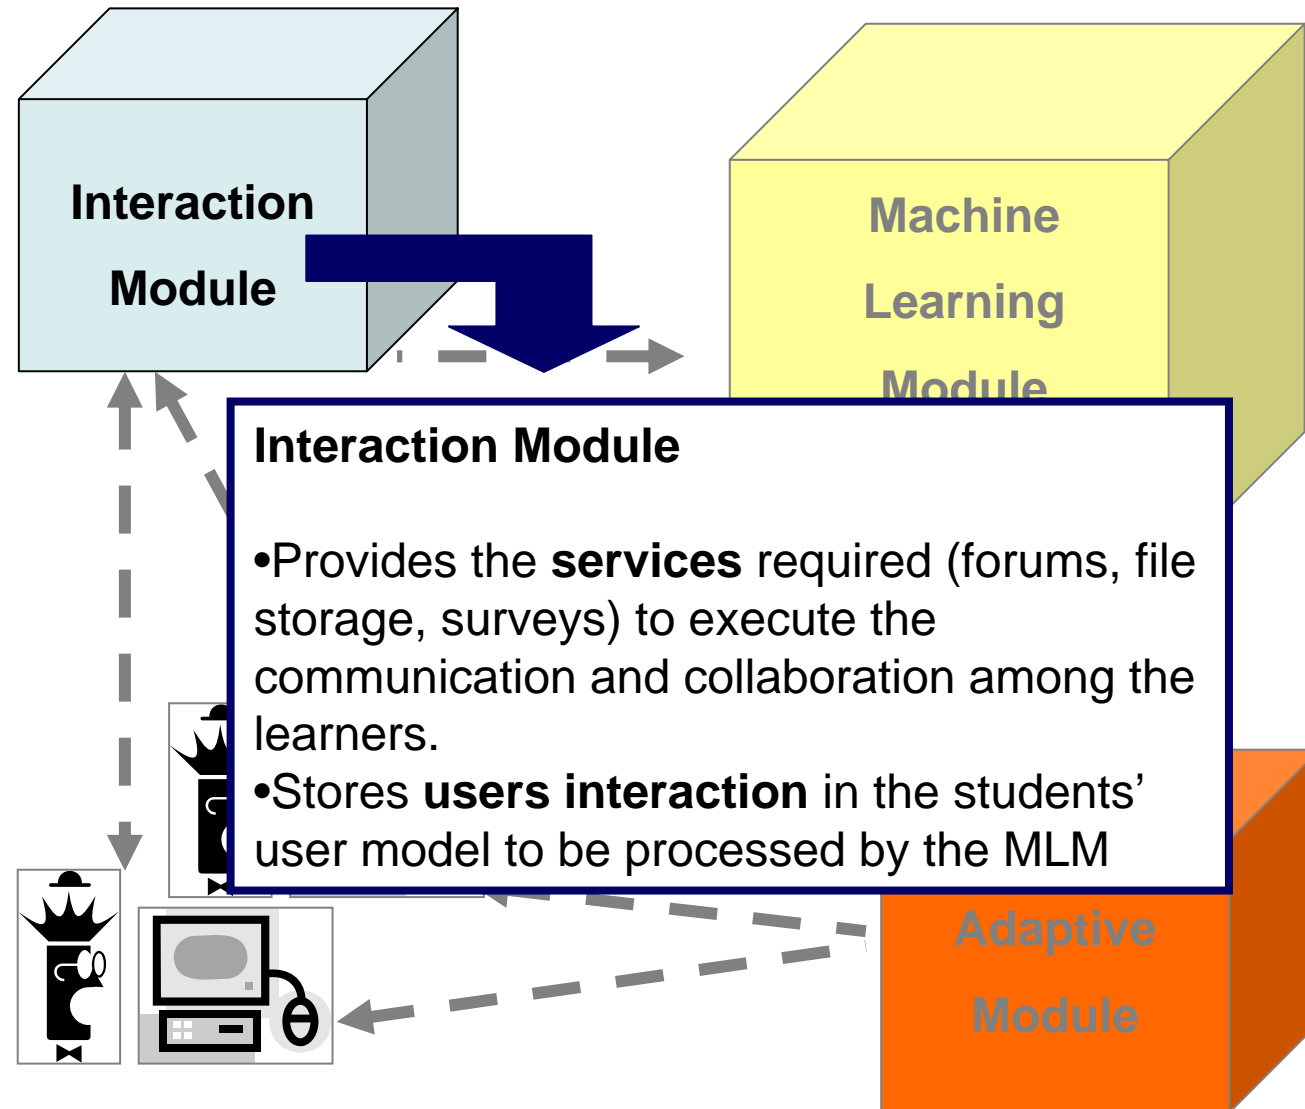 Interaction
Module
Machine
Learning
Module
Interaction Module
•Provides the services required (forums, file
storage, surveys) to execute the
communication and collaboration among the
learners.
•Stores users interaction in the students’
user model to be processed by the MLM
Adaptive
Module